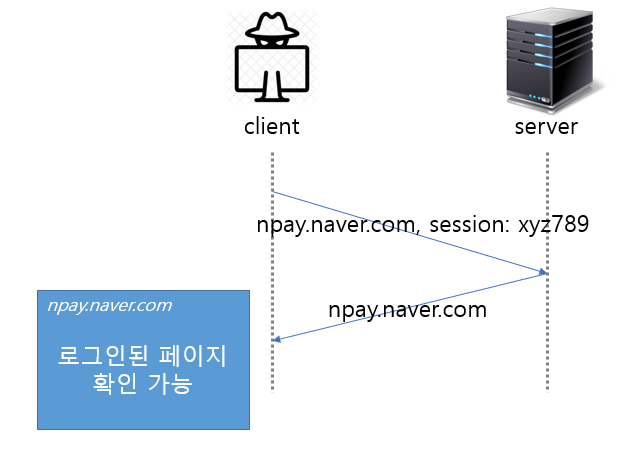 client
server
npay.naver.com, session: xyz789
npay.naver.com
npay.naver.com
로그인된 페이지
확인 가능